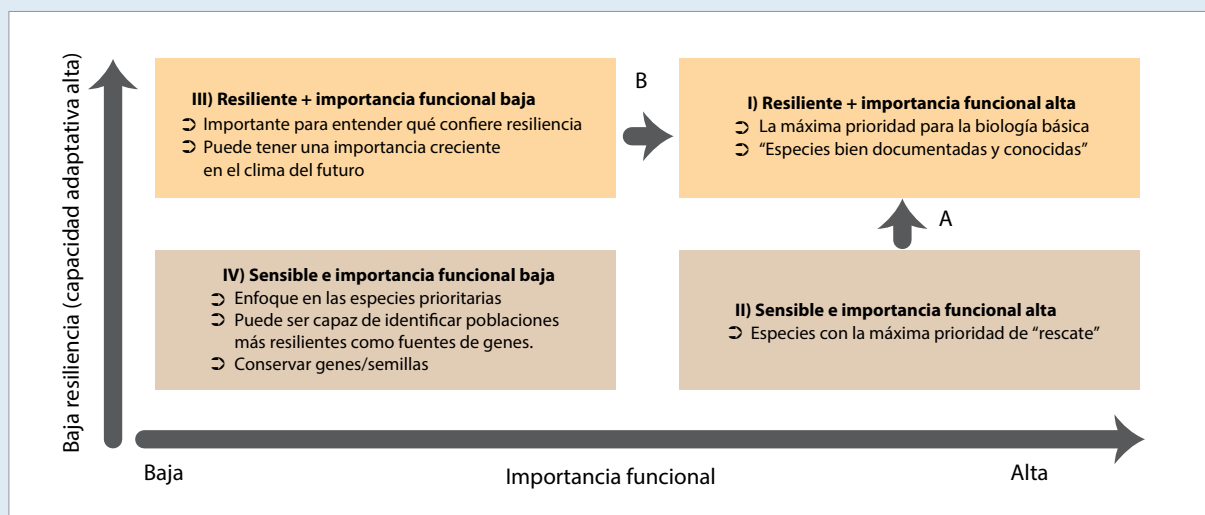 Baja resiliencia (capacidad adaptativa alta)
III) Resiliente + importancia funcional baja
➲ Importante para entender qué confiere resiliencia
➲ Puede tener una importancia creciente
en el clima del futuro
B
I) Resiliente + importancia funcional alta
➲ La máxima prioridad para la biología básica
➲ “Especies bien documentadas y conocidas”
A
IV) Sensible e importancia funcional baja
➲ Enfoque en las especies prioritarias
➲ Puede ser capaz de identificar poblaciones
más resilientes como fuentes de genes.
➲ Conservar genes/semillas
II) Sensible e importancia funcional alta
➲ Especies con la máxima prioridad de “rescate”
Baja
Importancia funcional
Alta